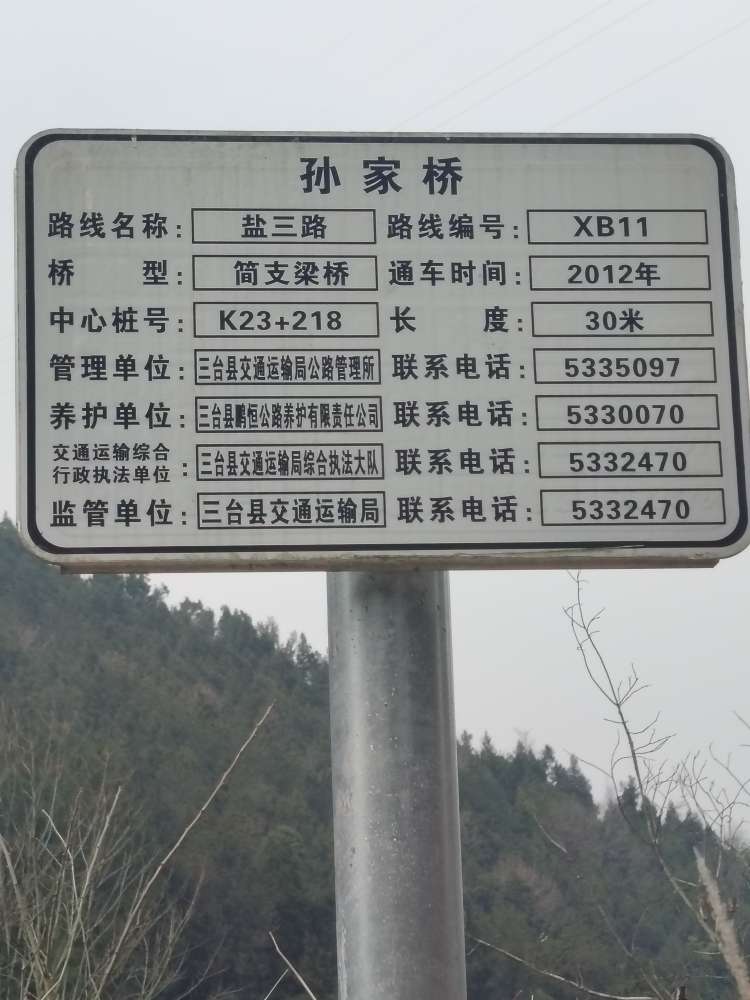 孙家桥
路线名称： 盐三路 路线编号： XB11
桥型： 简支梁桥 通车时间： 2012年
中心桩号： K23+218 长度： 30米
管理单位： 三台县交通运输局公路管理所 联系电话： 5335097
养护单位： 三台县鹏恒公路养护有限责任公司 联系电话： 5330070
交通运输综合行政执法单位： 三台县交通运输局综合执法大队 联系电话： 5332470
监管单位： 三台县交通运输局 联系电话： 5332470